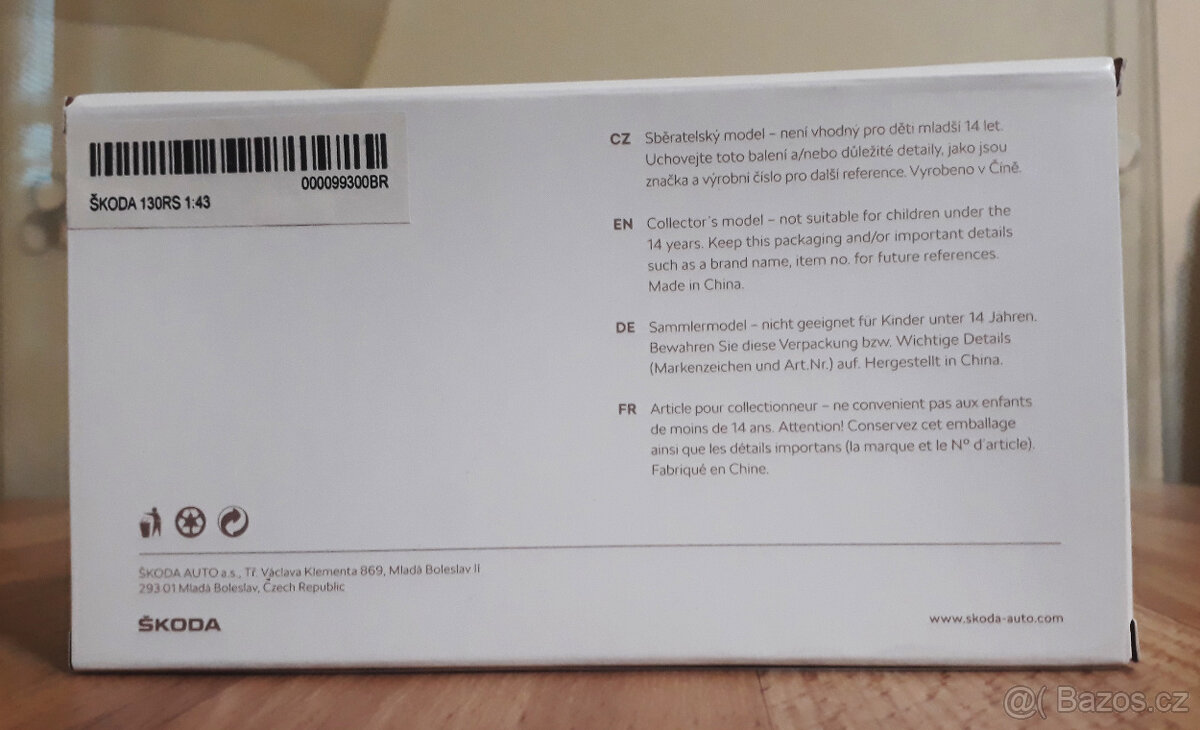 000099300BR
ŠKODA 130RS 1:43
CZ Sběratelský model – není vhodný pro děti mladší 14 let.
Uchovejte toto balení a/nebo důležité detaily, jako jsou
značka a výrobní číslo pro další reference. Vyrobeno v Číně.
EN Collector's model – not suitable for children under the
14 years. Keep this packaging and/or important details
such as a brand name, item no. for future references.
Made in China.
DE Sammlermodel – nicht geeignet für Kinder unter 14 Jahren.
Bewahren Sie diese Verpackung bzw. Wichtige Details
(Markenzeichen und Art.Nr.) auf. Hergestellt in China.
FR Article pour collectionneur – ne convenient pas aux enfants
de moins de 14 ans. Attention! Conservez cet emballage
ainsi que les détails importans (la marque et le N° d'article).
Fabriqué en Chine.
ŠKODA AUTO a.s., Tř. Václava Klementa 869, Mladá Boleslav II
293 01 Mladá Boleslav, Czech Republic
ŠKODA
www.skoda-auto.com
@( Bazos.cz